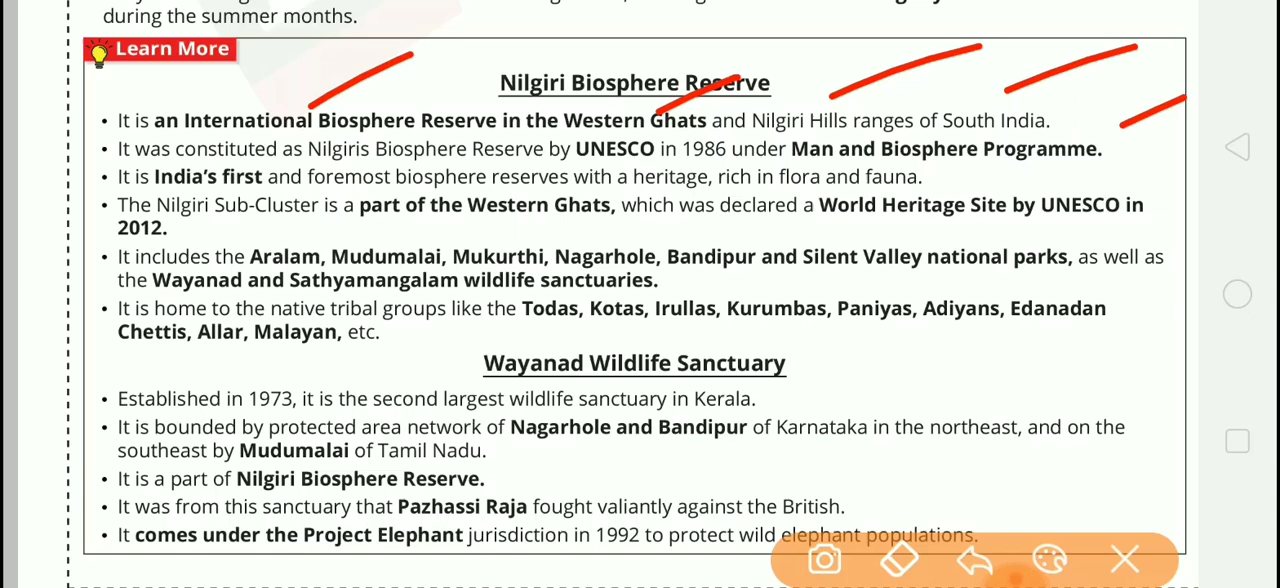 during the summer months.
Learn More
Nilgiri Biosphere Reserve
• It is an International Biosphere Reserve in the Western Ghats and Nilgiri Hills ranges of South India.
• It was constituted as Nilgiris Biosphere Reserve by UNESCO in 1986 under Man and Biosphere Programme.
• It is India's first and foremost biosphere reserves with a heritage, rich in flora and fauna.
• The Nilgiri Sub-Cluster is a part of the Western Ghats, which was declared a World Heritage Site by UNESCO in
2012.
• It includes the Aralam, Mudumalai, Mukurthi, Nagarhole, Bandipur and Silent Valley national parks, as well as
the Wayanad and Sathyamangalam wildlife sanctuaries.
• It is home to the native tribal groups like the Todas, Kotas, Irullas, Kurumbas, Paniyas, Adiyans, Edanadan
Chettis, Allar, Malayan, etc.
Wayanad Wildlife Sanctuary
• Established in 1973, it is the second largest wildlife sanctuary in Kerala.
• It is bounded by protected area network of Nagarhole and Bandipur of Karnataka in the northeast, and on the
southeast by Mudumalai of Tamil Nadu.
• It is a part of Nilgiri Biosphere Reserve.
• It was from this sanctuary that Pazhassi Raja fought valiantly against the British.
• It comes under the Project Elephant jurisdiction in 1992 to protect wild elephant populations.